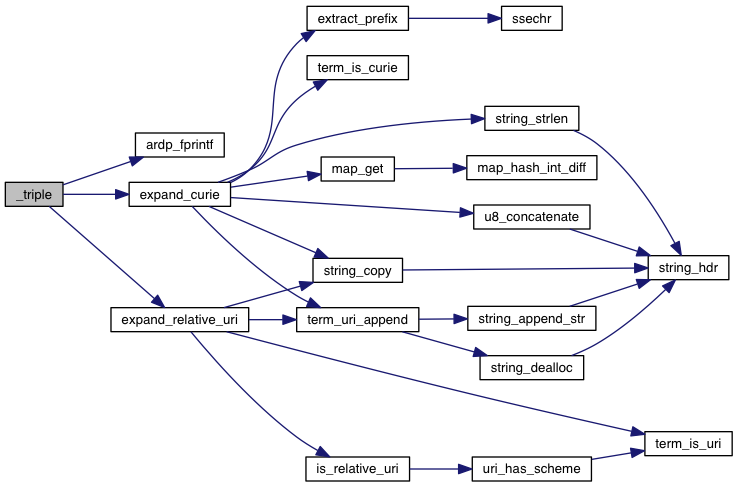 extract_prefix
ssechr
term_is_curie
string_strlen
ardp_fprintf
map_get
map_hash_int_diff
_triple
expand_curie
u8_concatenate
string_copy
string_hdr
expand_relative_uri
term_uri_append
string_append_str
string_dealloc
term_is_uri
is_relative_uri
uri_has_scheme